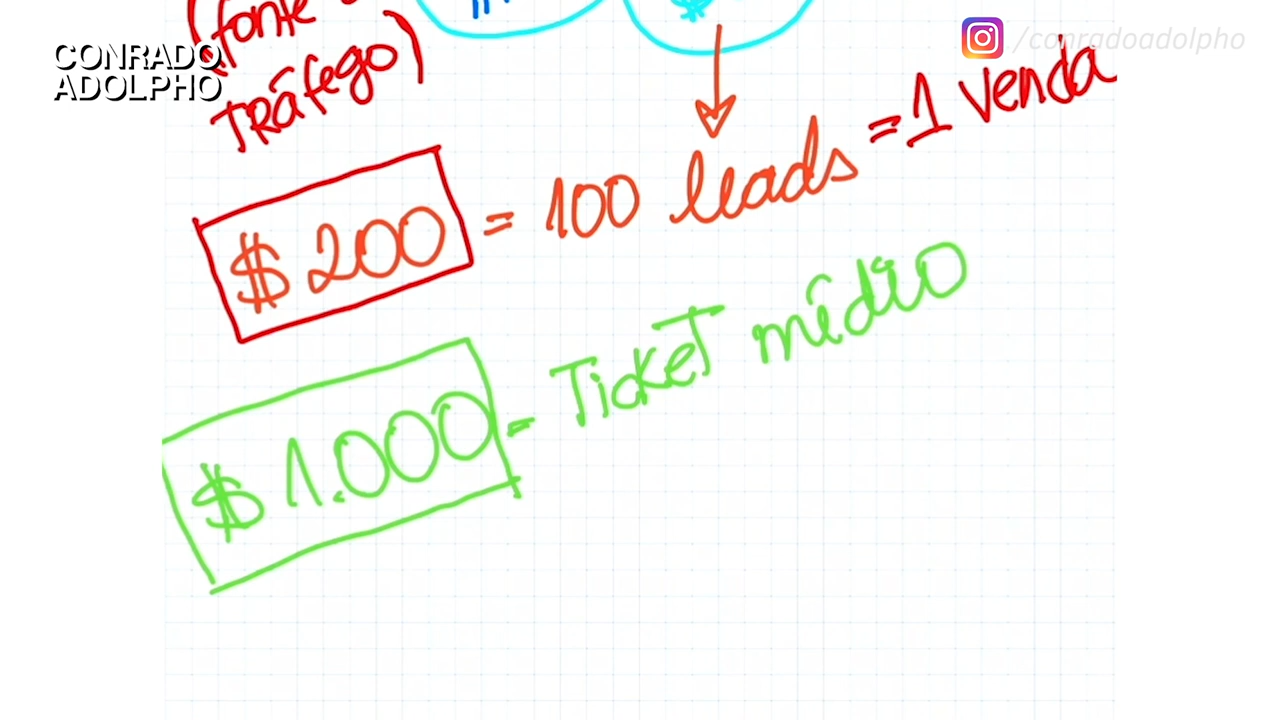 CONRADO
ADOLPHO
/conradoadolpho
(fonte
TRáfego)
$ 200 = 100 leads = 1 venda
$ 1.000 - TickeT médio